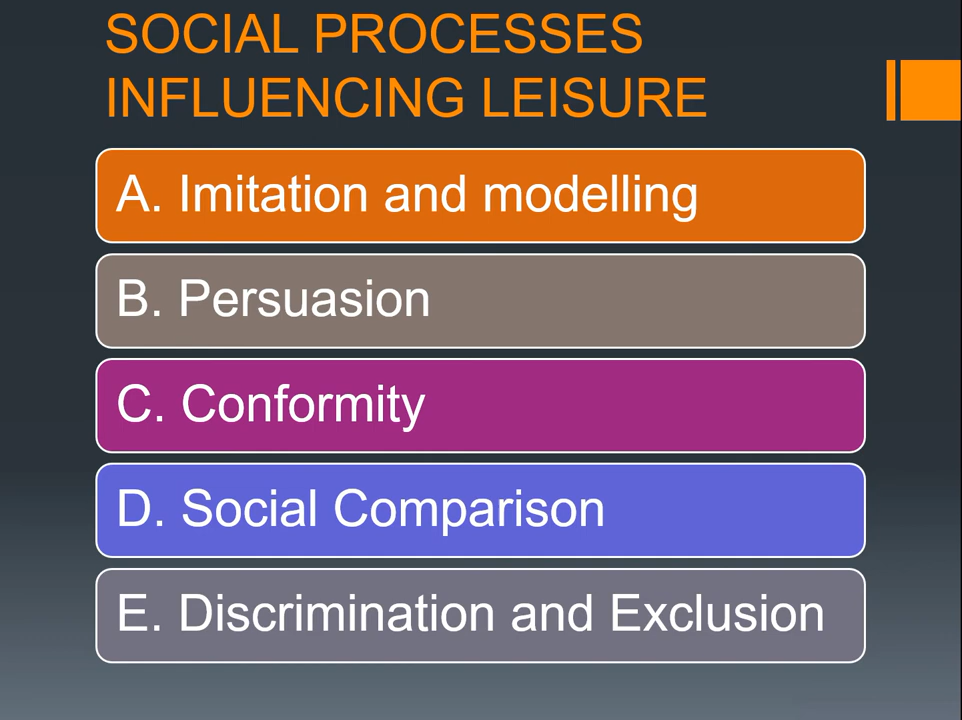 SOCIAL PROCESSES
INFLUENCING LEISURE
A. Imitation and modelling
B. Persuasion
C. Conformity
D. Social Comparison
E. Discrimination and Exclusion